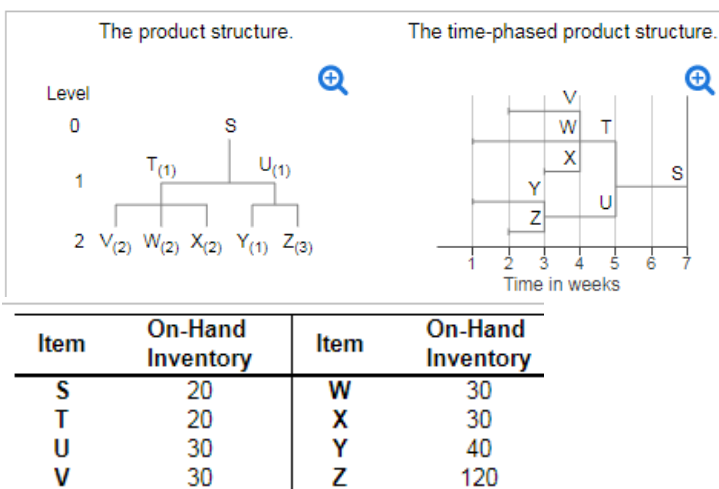 The product structure.
Level
0 S
T(1) U(1)
1
2 V(2) W(2) X(2) Y(1) Z(3)
The time-phased product structure.
V
W T
X
S
Y
U
Z
1 2 3 4 5 6 7
Time in weeks
Item On-Hand Inventory Item On-Hand Inventory
S 20 W 30
T 20 X 30
U 30 Y 40
V 30 Z 120